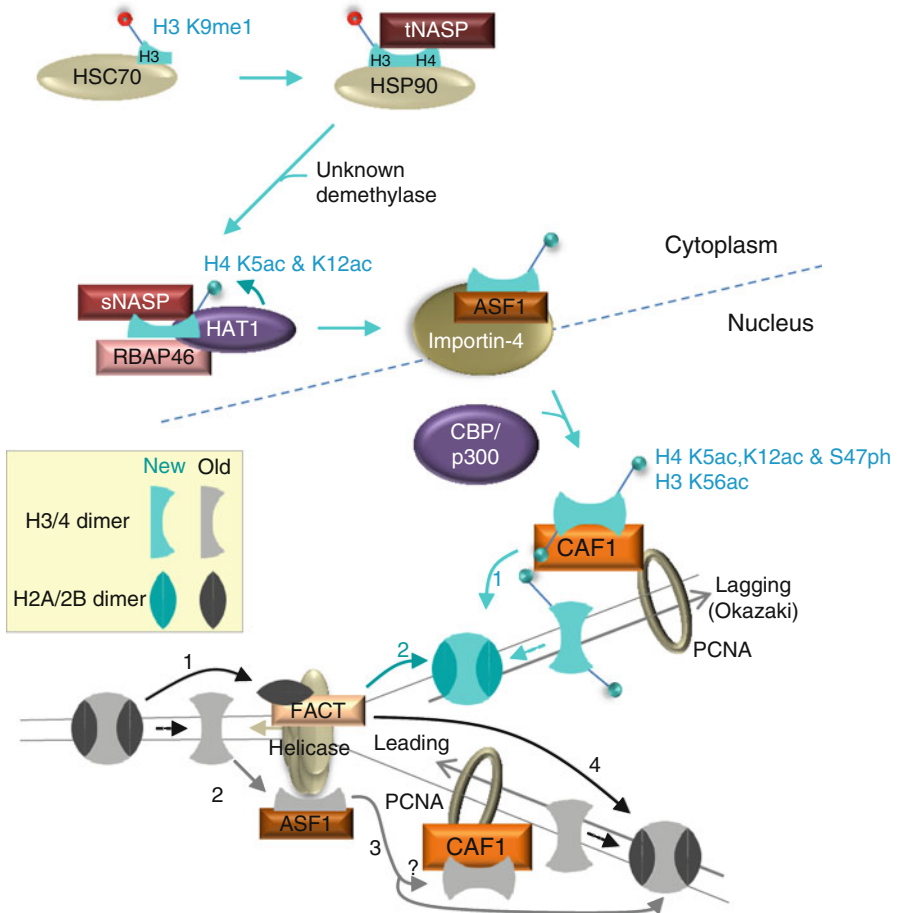 H3 K9me1
H3
HSC70
tNASP
H3 H4
HSP90
Unknown
demethylase
H4 K5ac & K12ac
sNASP
HAT1
RBAP46
ASF1
Importin-4
Cytoplasm
Nucleus
CBP/
p300
H4 K5ac,K12ac & S47ph
H3 K56ac
CAF1
1
Lagging
(Okazaki)
PCNA
New Old
H3/4 dimer
H2A/2B dimer
1
2
FACT
Helicase
Leading
4
2
ASF1
PCNA
3
CAF1
?